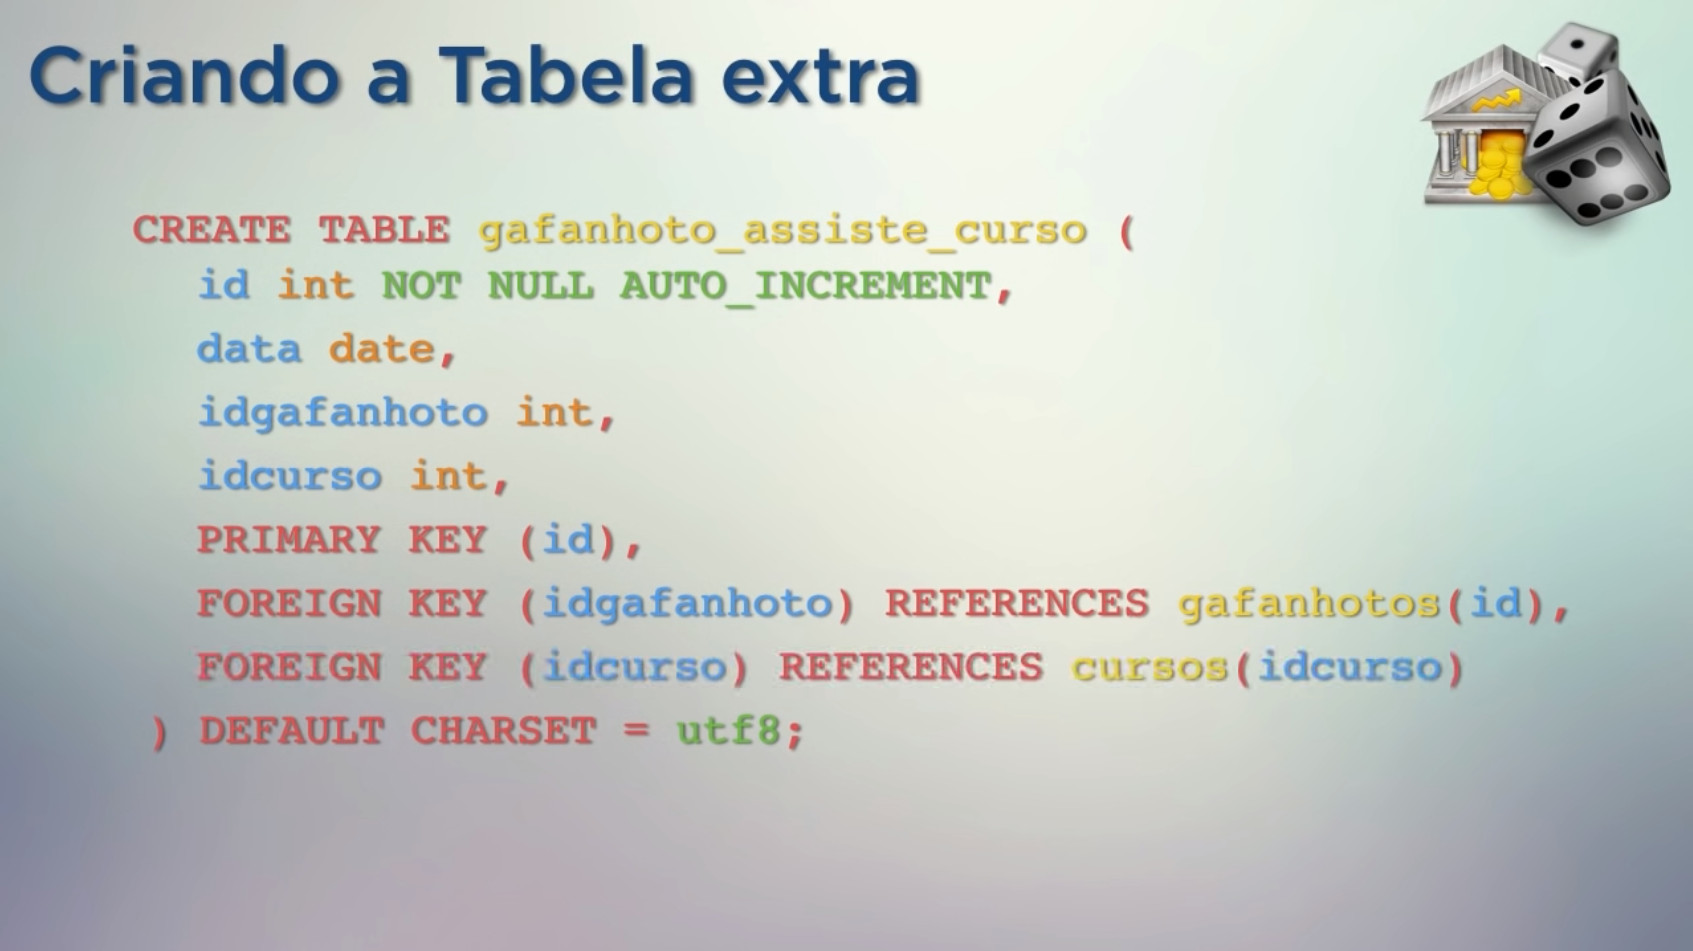 Criando a Tabela extra
CREATE TABLE gafanhoto_assiste_curso (
id int NOT NULL AUTO_INCREMENT,
data date,
idgafanhoto int,
idcurso int,
PRIMARY KEY (id),
FOREIGN KEY (idgafanhoto) REFERENCES gafanhotos(id),
FOREIGN KEY (idcurso) REFERENCES cursos(idcurso)
) DEFAULT CHARSET = utf8;